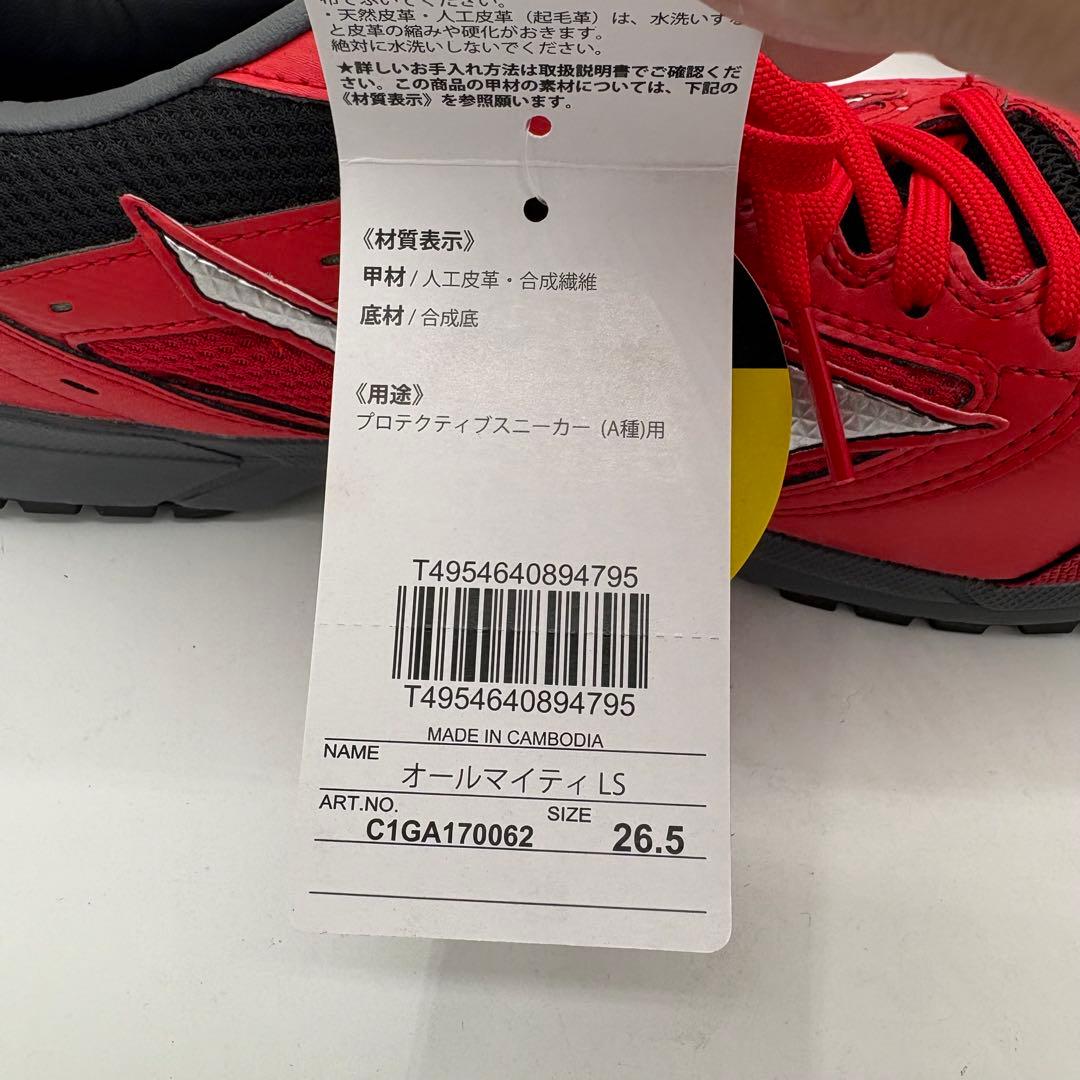 ・天然皮革・人工皮革（起毛革）は、水洗いする
と皮革の縮みや硬化がおきます。
絶対に水洗いしないでください。
★詳しいお手入れ方法は取扱説明書でご確認くだ
さい。この商品の甲材の素材については、下記の
《材質表示》を参照願います。
《材質表示》
甲材 / 人工皮革・合成繊維
底材 / 合成底
《用途》
プロテクティブスニーカー (A種)用
T4954640894795
T4954640894795
MADE IN CAMBODIA
NAME
オールマイティ LS
ART.NO.
SIZE
C1GA170062
26.5